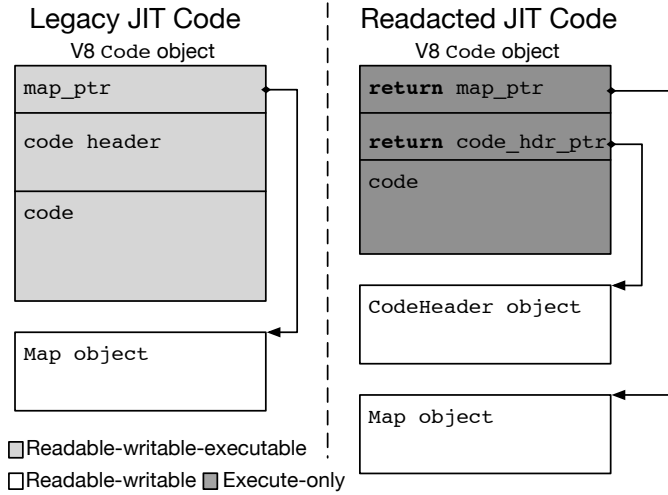 Legacy JIT Code
V8 Code object
map_ptr
code header
code
Map object
Readacted JIT Code
V8 Code object
return map_ptr
return code_hdr_ptr
code
CodeHeader object
Map object
Readable-writable-executable
Readable-writable Execute-only